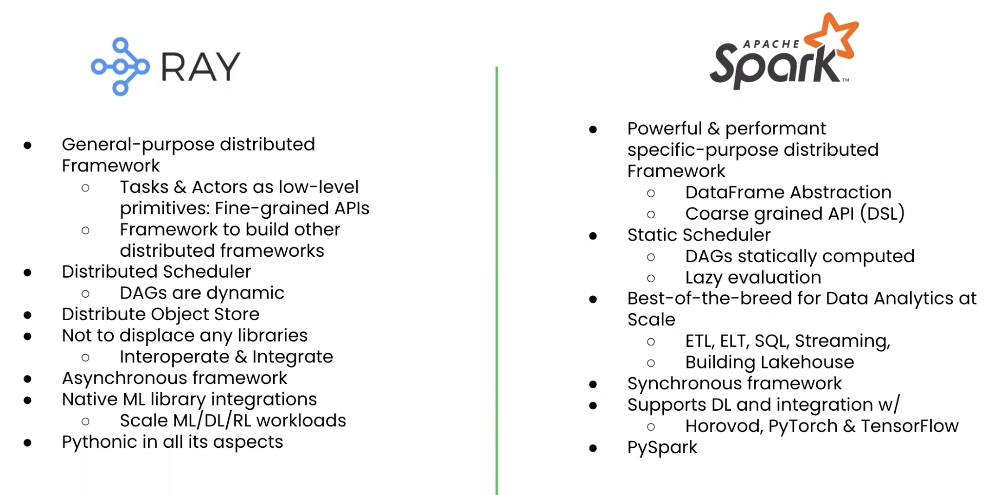 RAY
● General-purpose distributed
Framework
○ Tasks & Actors as low-level
primitives: Fine-grained APIs
○ Framework to build other
distributed frameworks
● Distributed Scheduler
○ DAGs are dynamic
● Distribute Object Store
● Not to displace any libraries
○ Interoperate & Integrate
● Asynchronous framework
● Native ML library integrations
○ Scale ML/DL/RL workloads
● Pythonic in all its aspects
APACHE
Spark™
● Powerful & performant
specific-purpose distributed
Framework
○ DataFrame Abstraction
○ Coarse grained API (DSL)
● Static Scheduler
○ DAGs statically computed
○ Lazy evaluation
● Best-of-the-breed for Data Analytics at
Scale
○ ETL, ELT, SQL, Streaming,
○ Building Lakehouse
● Synchronous framework
● Supports DL and integration w/
○ Horovod, PyTorch & TensorFlow
● PySpark